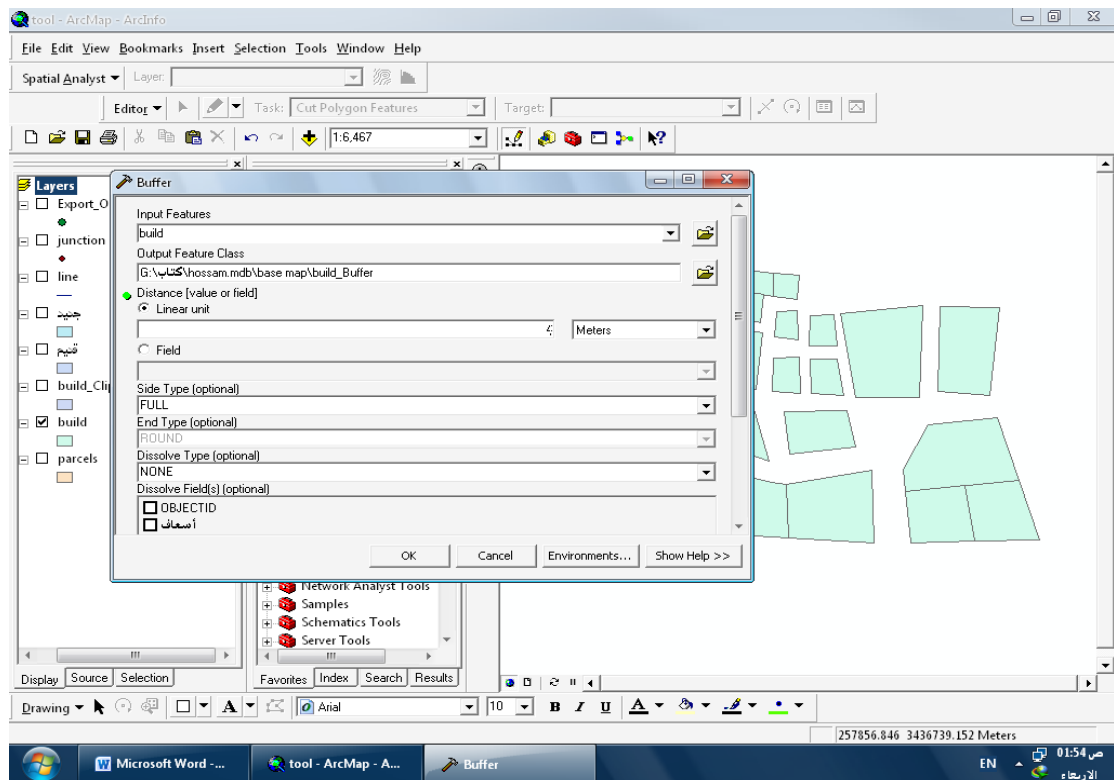 tool - ArcMap - ArcInfo
File Edit View Bookmarks Insert Selection Tools Window Help
Spatial Analyst Layer:
Editor Task: Cut Polygon Features Target:
1:6,467
Layers
Export_O
junction
line
جديد
قديم
build_Clip
build
parcels
Buffer
Input Features
build
Output Feature Class
G:\كتاب\hossam.mdb\base map\build_Buffer
Distance [value or field]
Linear unit
Meters
Field
Side Type (optional)
FULL
End Type (optional)
ROUND
Dissolve Type (optional)
NONE
Dissolve Field(s) (optional)
OBJECTID
أسعاف
OK Cancel Environments... Show Help >>
Network Analyst Tools
Samples
Schematics Tools
Server Tools
Display Source Selection
Favorites Index Search Results
Drawing A Arial 10 B I U A
257856.846 3436739.152 Meters
Microsoft Word -... tool - ArcMap - A... Buffer EN 01:54 ص
الاربعاء